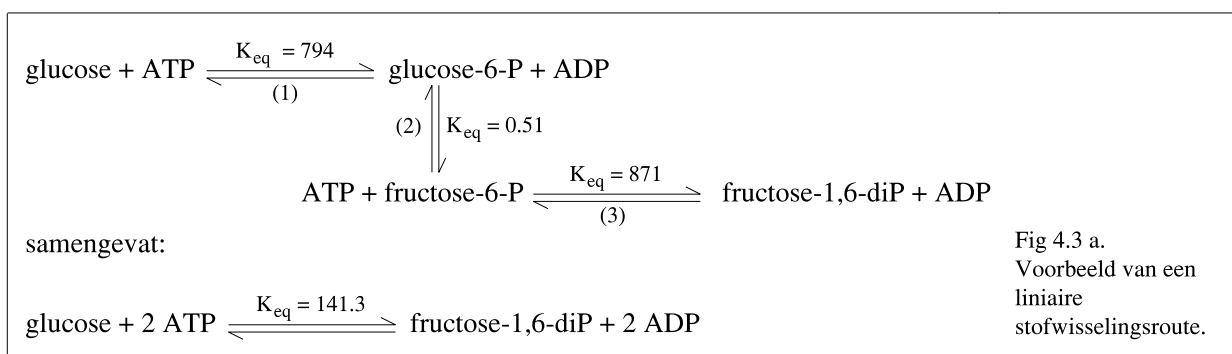 K_eq = 794
glucose + ATP ⇌ glucose-6-P + ADP
(1)
(2) K_eq = 0.51
K_eq = 871
ATP + fructose-6-P ⇌ fructose-1,6-diP + ADP
(3)
samengevat:
K_eq = 141.3
glucose + 2 ATP ⇌ fructose-1,6-diP + 2 ADP
Fig 4.3 a.
Voorbeeld van een
liniaire
stofwisselingsroute.